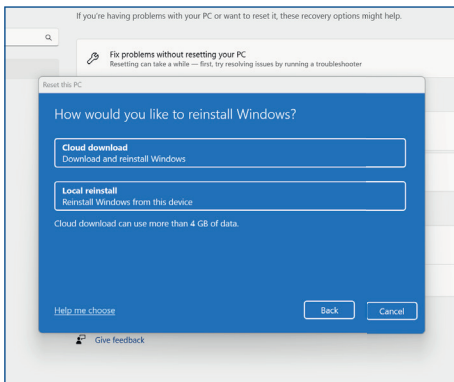 If you're having problems with your PC or want to reset it, these recovery options might help.
Fix problems without resetting your PC
Resetting can take a while — first, try resolving issues by running a troubleshooter
Reset this PC
How would you like to reinstall Windows?
Cloud download
Download and reinstall Windows
Local reinstall
Reinstall Windows from this device
Cloud download can use more than 4 GB of data.
Help me choose
Back
Cancel
Give feedback